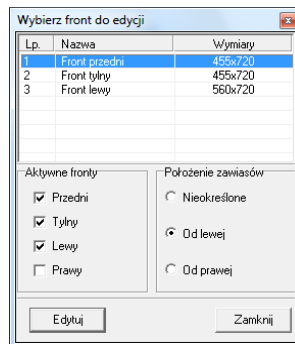 Wybierz front do edycji
Lp. Nazwa Wymiary
1 Front przedni 455x720
2 Front tylny 455x720
3 Front lewy 560x720
Aktywne fronty
Przedni
Tylny
Lewy
Prawy
Położenie zawiasów
Nieokreślone
Od lewej
Od prawej
Edytuj
Zamknij